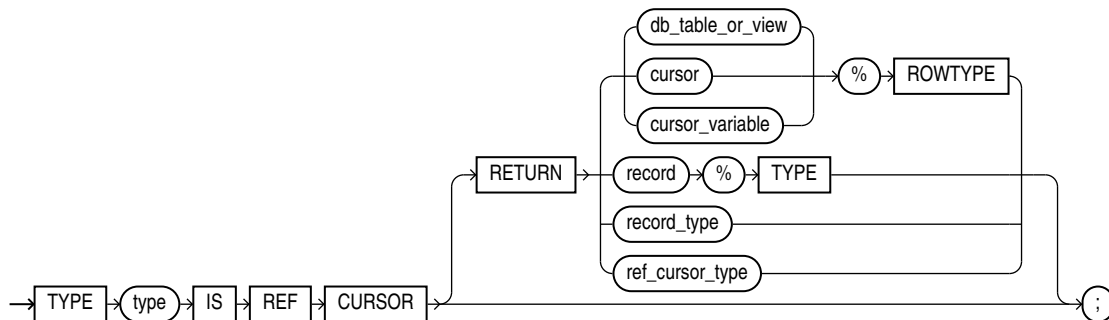 db_table_or_view
cursor % ROWTYPE
cursor_variable
RETURN record % TYPE
record_type
ref_cursor_type
TYPE type IS REF CURSOR ;